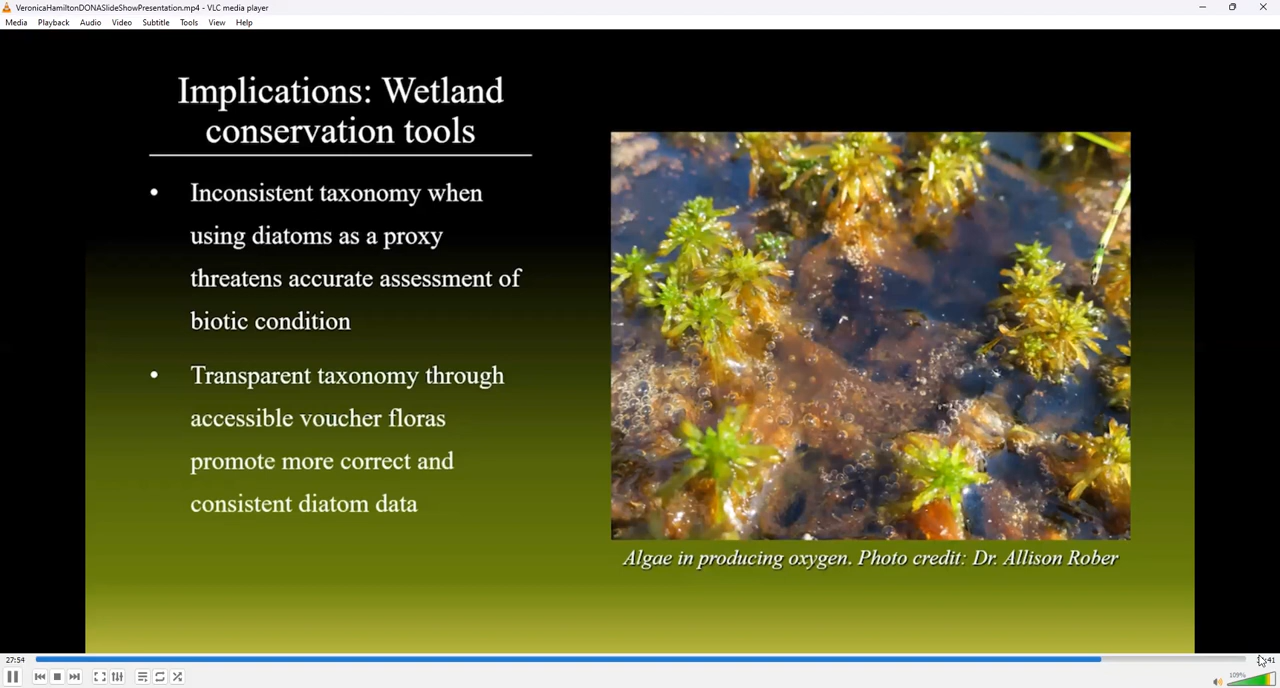 VeronicaHamiltonDONASlideShowPresentation.mp4 - VLC media player
Media Playback Audio Video Subtitle Tools View Help
Implications: Wetland
conservation tools
• Inconsistent taxonomy when
using diatoms as a proxy
threatens accurate assessment of
biotic condition
• Transparent taxonomy through
accessible voucher floras
promote more correct and
consistent diatom data
Algae in producing oxygen. Photo credit: Dr. Allison Rober
27:54
109%